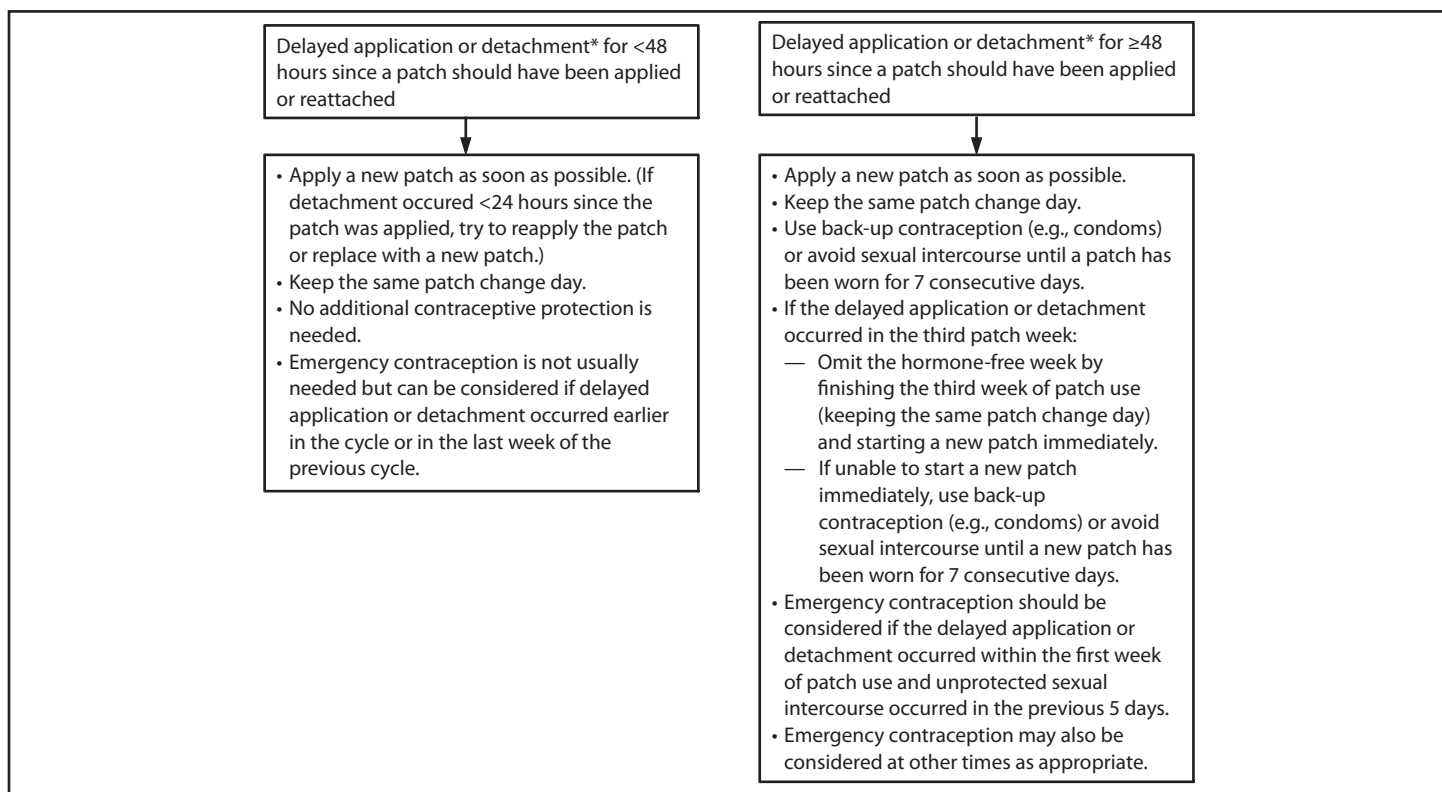 Delayed application or detachment* for <48
hours since a patch should have been applied
or reattached
• Apply a new patch as soon as possible. (If
detachment occured <24 hours since the
patch was applied, try to reapply the patch
or replace with a new patch.)
• Keep the same patch change day.
• No additional contraceptive protection is
needed.
• Emergency contraception is not usually
needed but can be considered if delayed
application or detachment occurred earlier
in the cycle or in the last week of the
previous cycle.
Delayed application or detachment* for ≥48
hours since a patch should have been applied
or reattached
• Apply a new patch as soon as possible.
• Keep the same patch change day.
• Use back-up contraception (e.g., condoms)
or avoid sexual intercourse until a patch has
been worn for 7 consecutive days.
• If the delayed application or detachment
occurred in the third patch week:
— Omit the hormone-free week by
finishing the third week of patch use
(keeping the same patch change day)
and starting a new patch immediately.
— If unable to start a new patch
immediately, use back-up
contraception (e.g., condoms) or avoid
sexual intercourse until a new patch has
been worn for 7 consecutive days.
• Emergency contraception should be
considered if the delayed application or
detachment occurred within the first week
of patch use and unprotected sexual
intercourse occurred in the previous 5 days.
• Emergency contraception may also be
considered at other times as appropriate.